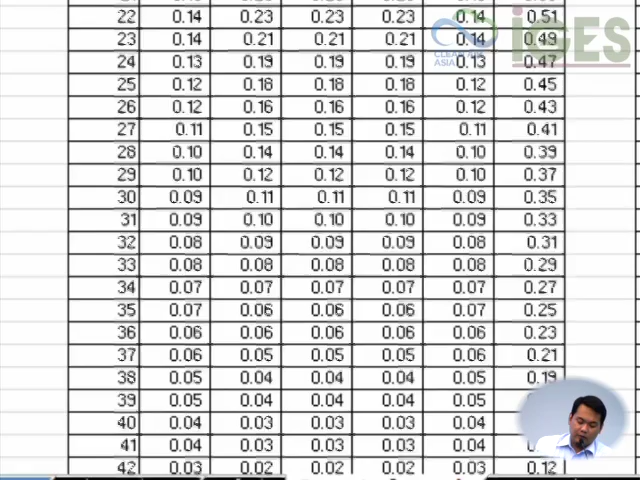 22 0.14 0.23 0.23 0.23 0.14 0.51
23 0.14 0.21 0.21 0.21 0.14 0.49
24 0.13 0.19 0.19 0.19 0.13 0.47
25 0.12 0.18 0.18 0.18 0.12 0.45
26 0.12 0.16 0.16 0.16 0.12 0.43
27 0.11 0.15 0.15 0.15 0.11 0.41
28 0.10 0.14 0.14 0.14 0.10 0.39
29 0.10 0.12 0.12 0.12 0.10 0.37
30 0.09 0.11 0.11 0.11 0.09 0.35
31 0.09 0.10 0.10 0.10 0.09 0.33
32 0.08 0.09 0.09 0.09 0.08 0.31
33 0.08 0.08 0.08 0.08 0.08 0.29
34 0.07 0.07 0.07 0.07 0.07 0.27
35 0.07 0.06 0.06 0.06 0.07 0.25
36 0.06 0.06 0.06 0.06 0.06 0.23
37 0.06 0.05 0.05 0.05 0.06 0.21
38 0.05 0.04 0.04 0.04 0.05 0.19
39 0.05 0.04 0.04 0.04 0.05
40 0.04 0.03 0.03 0.03 0.04
41 0.04 0.03 0.03 0.03 0.04
42 0.03 0.02 0.02 0.02 0.03 0.12
CLEAN AIR
ASIA
IGES